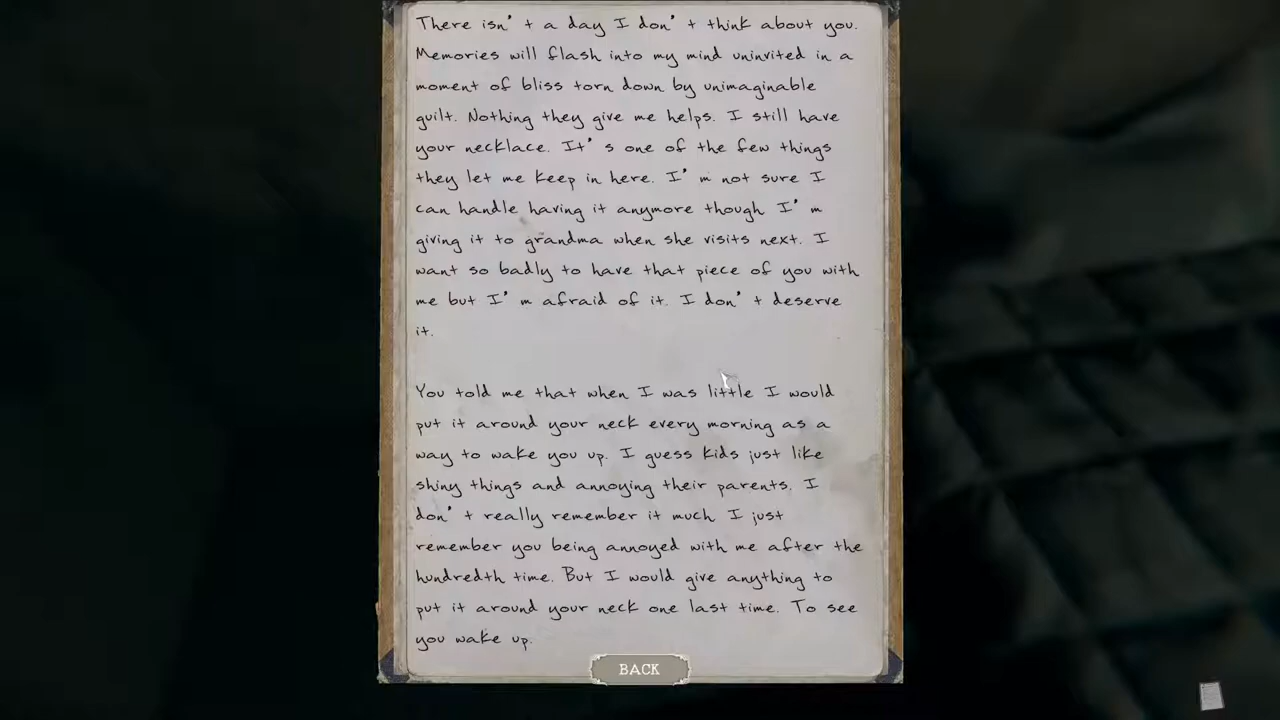 There isn' t a day I don' t think about you.
Memories will flash into my mind uninvited in a
moment of bliss torn down by unimaginable
guilt. Nothing they give me helps. I still have
your necklace. It' s one of the few things
they let me keep in here. I' m not sure I
can handle having it anymore though I' m
giving it to grandma when she visits next. I
want so badly to have that piece of you with
me but I' m afraid of it. I don' t deserve
it.
You told me that when I was little I would
put it around your neck every morning as a
way to wake you up. I guess kids just like
shiny things and annoying their parents. I
don' t really remember it much I just
remember you being annoyed with me after the
hundredth time. But I would give anything to
put it around your neck one last time. To see
you wake up.
BACK